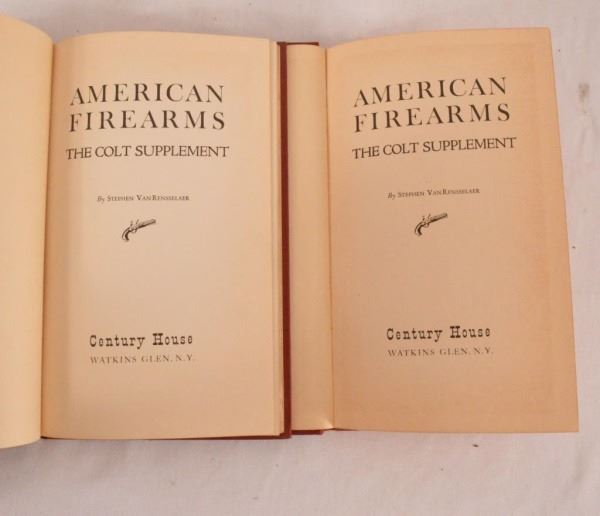 AMERICAN
FIREARMS
THE COLT SUPPLEMENT
By STEPHEN VANRENSSELAER
Century House
WATKINS GLEN, N.Y.
AMERICAN
FIREARMS
THE COLT SUPPLEMENT
By STEPHEN VANRENSSELAER
Century House
WATKINS GLEN, N.Y.